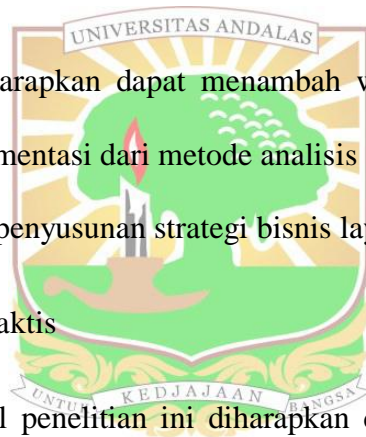 UNIVERSITAS ANDALAS
arapkan dapat menambah w
mentasi dari metode analisis
penyusunan strategi bisnis lay
aktis
UNTUK KEDJAJAAN BANGSA
l penelitian ini diharapkan d